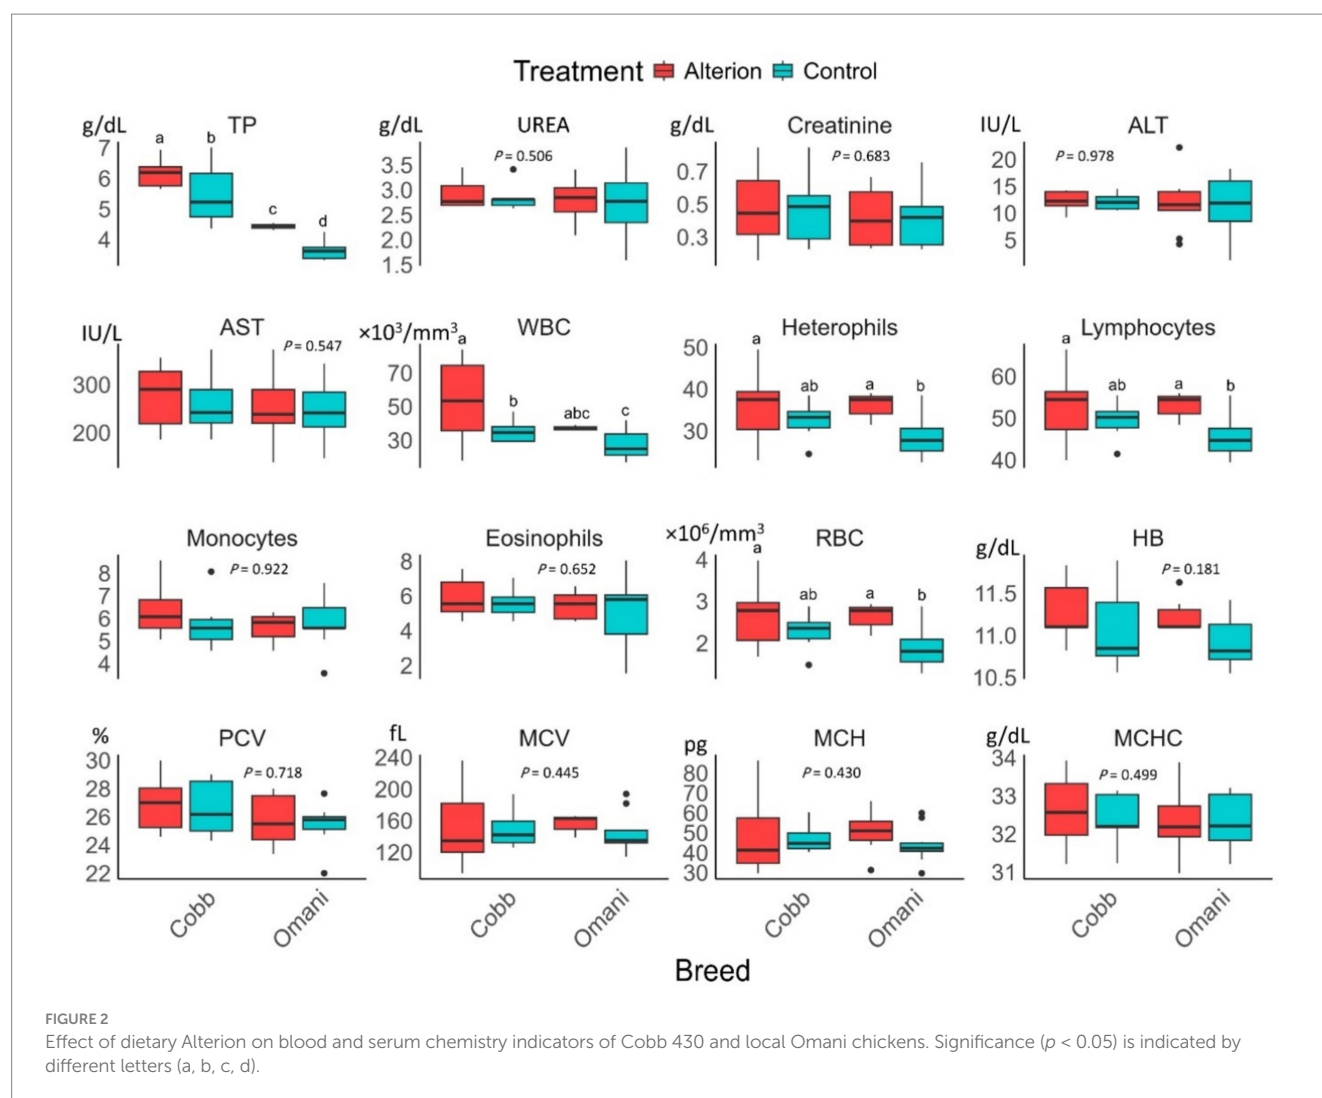 Treatment Alterion Control
g/dL TP
a b c d
7
6
5
4
g/dL UREA
P = 0.506
3.5
3.0
2.5
2.0
1.5
g/dL Creatinine
P = 0.683
0.7
0.5
0.3
IU/L ALT
P = 0.978
20
15
10
5
IU/L AST
P = 0.547
300
200
×10³/mm³ WBC
a b abc c
70
50
30
Heterophils
a ab a b
50
40
30
Lymphocytes
a ab a b
60
50
40
Monocytes
P = 0.922
8
7
6
5
4
Eosinophils
P = 0.652
8
6
4
2
×10⁶/mm³ RBC
a ab a b
4
3
2
g/dL HB
P = 0.181
11.5
11.0
10.5
% PCV
P = 0.718
30
28
26
24
22
Cobb Omani
fL MCV
P = 0.445
240
200
160
120
Cobb Omani
pg MCH
P = 0.430
80
70
60
50
40
30
Cobb Omani
g/dL MCHC
P = 0.499
34
33
32
31
Cobb Omani
Breed
FIGURE 2
Effect of dietary Alterion on blood and serum chemistry indicators of Cobb 430 and local Omani chickens. Significance (p < 0.05) is indicated by
different letters (a, b, c, d).